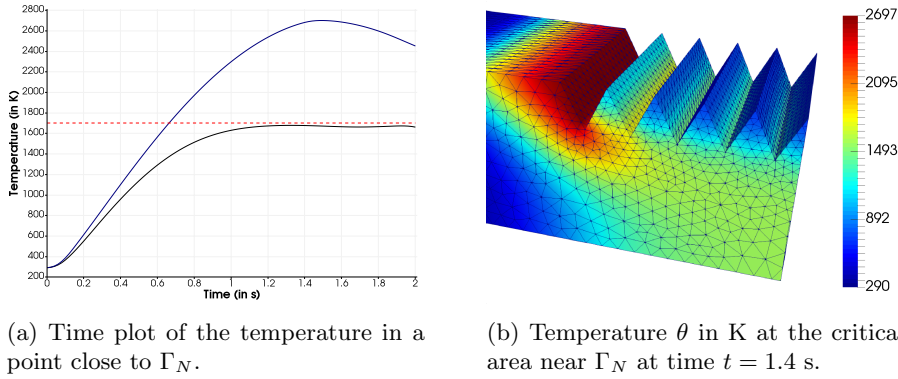 2800
2600
2400
2200
2000
1800
1600
1400
1200
1000
800
600
400
200
Temperature (in K)
0 0.2 0.4 0.6 0.8 1 1.2 1.4 1.6 1.8 2
Time (in s)
2697
2095
1493
892
290
(a) Time plot of the temperature in a
point close to Γ_N.
(b) Temperature θ in K at the critica
area near Γ_N at time t = 1.4 s.